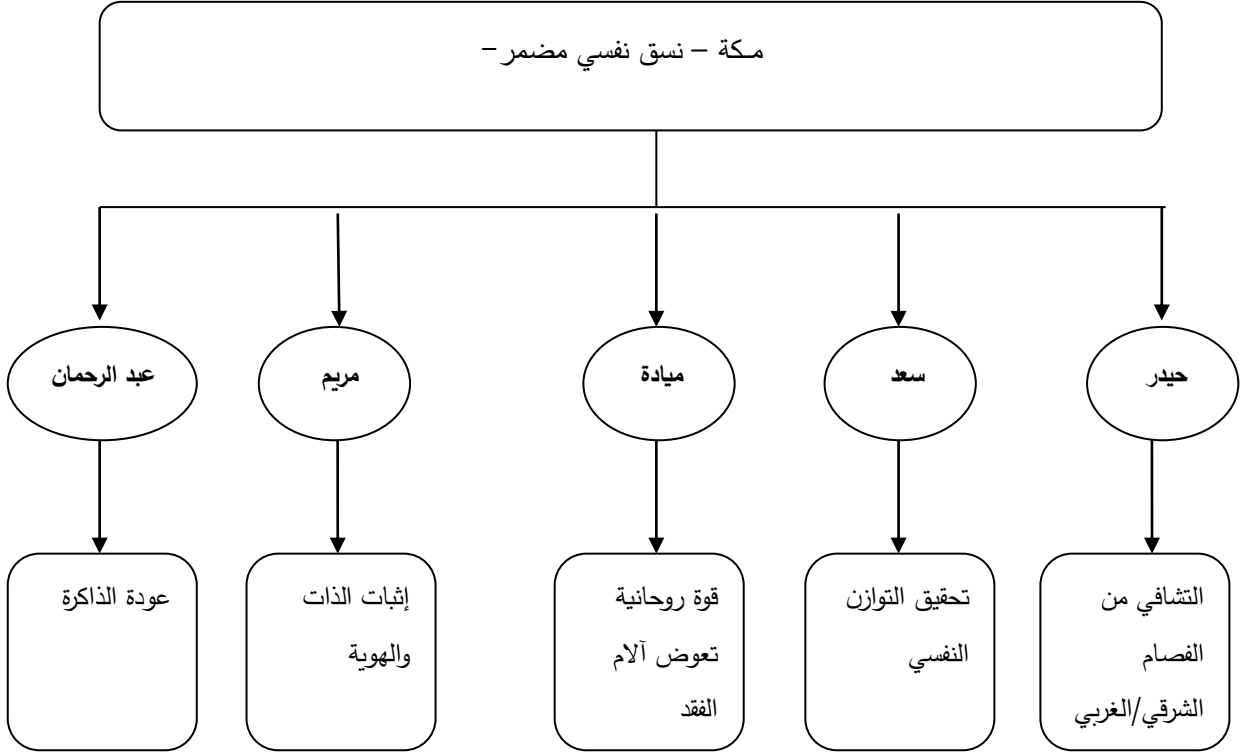 مـكة – نسق نفسي مضمر –
حيدر
سعد
ميادة
مريم
عبد الرحمان
التشافي من
الفصام
الشرقي/الغربي
تحقيق التوازن
النفسي
قوة روحانية
تعوض آلام
الفقد
إثبات الذات
والهوية
عودة الذاكرة